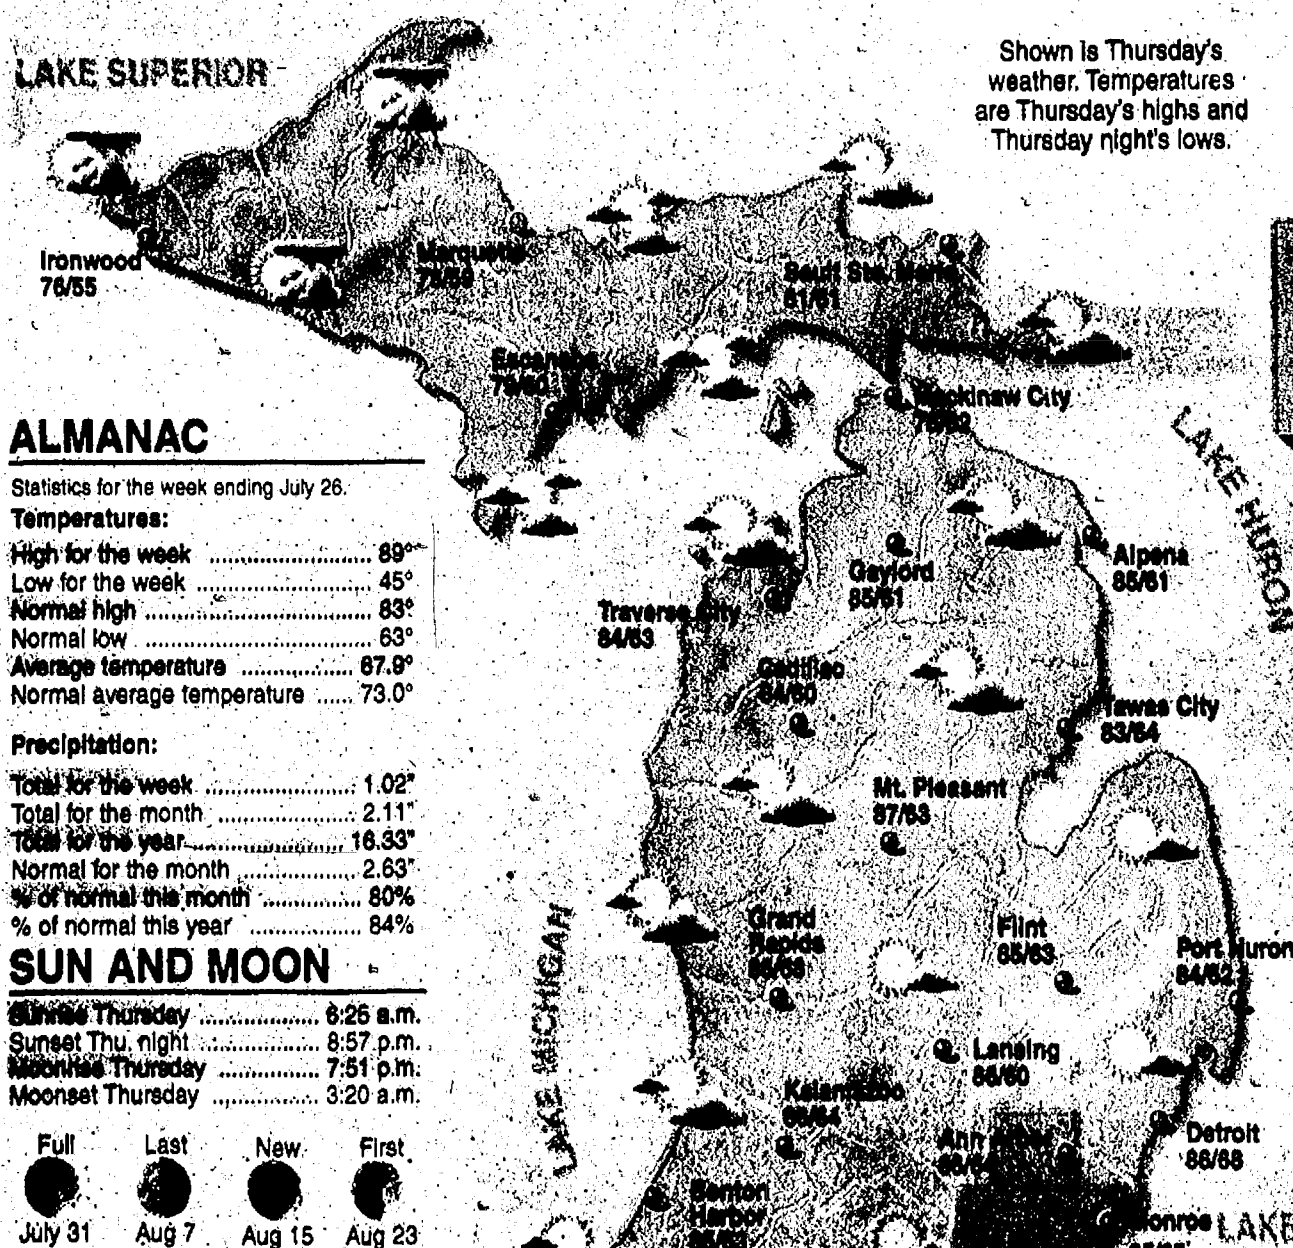 LAKE SUPERIOR
Shown is Thursday's
weather. Temperatures
are Thursday's highs and
Thursday night's lows.
Ironwood
76/55
Marquette
Sault Ste. Marie
81/61
Escanaba
79/60
Mackinaw City
LAKE HURON
Gaylord
85/61
Alpena
85/61
Traverse City
84/63
Cadillac
84/60
Tawas City
83/64
Mt. Pleasant
87/63
Grand
Rapids
Flint
85/63
Port Huron
84/62
LAKE MICHIGAN
Lansing
86/60
Kalamazoo
Ann Arbor
Detroit
86/68
Benton
Harbor
Monroe
LAKE
ALMANAC
Statistics for the week ending July 26.
Temperatures:
High for the week ........................... 89°
Low for the week ........................... 45°
Normal high ................................... 83°
Normal low .................................... 63°
Average temperature ................ 67.9°
Normal average temperature ...... 73.0°
Precipitation:
Total for the week ........................ 1.02"
Total for the month ...................... 2.11"
Total for the year ........................ 16.33"
Normal for the month .................. 2.63"
% of normal this month ............... 80%
% of normal this year .................. 84%
SUN AND MOON
Sunrise Thursday .................. 6:25 a.m.
Sunset Thu. night .................. 8:57 p.m.
Moonrise Thursday ................ 7:51 p.m.
Moonset Thursday ................ 3:20 a.m.
Full Last New First
July 31 Aug 7 Aug 15 Aug 23